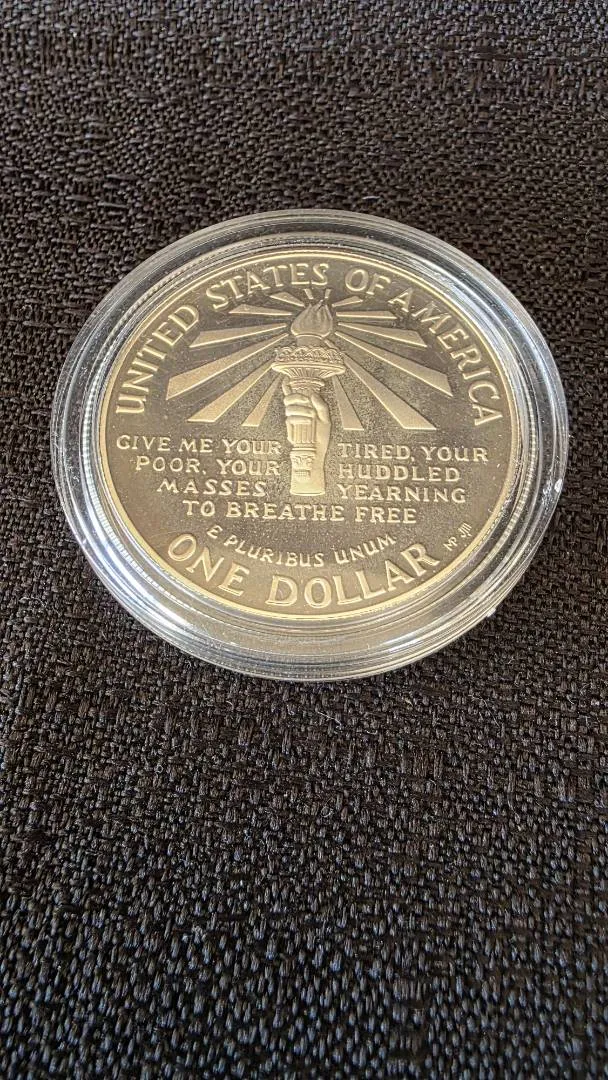 UNITED STATES OF AMERICA
GIVE ME YOUR TIRED, YOUR
POOR, YOUR HUDDLED
MASSES YEARNING
TO BREATHE FREE
E PLURIBUS UNUM
ONE DOLLAR
MP